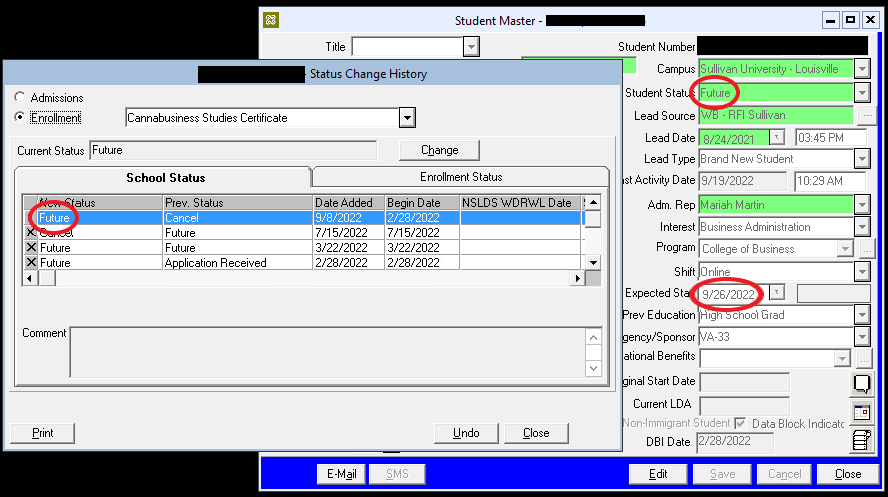 Student Master -
Title
Student Number
Campus Sullivan University - Louisville
Student Status Future
Lead Source WB - RFI Sullivan ...
Lead Date 8/24/2021 03:45 PM
Lead Type Brand New Student
ast Activity Date 9/19/2022 10:29 AM
Adm. Rep Mariah Martin
Interest Business Administration
Program College of Business ...
Shift Online
Expected Sta 9/26/2022
Prev Education High School Grad
gency/Sponsor VA-33
ational Benefits ...
ginal Start Date
Current LDA
Non-Immigrant Student Data Block Indicato
DBI Date 2/28/2022
E-Mail SMS Edit Save Cancel Close
- Status Change History
Admissions
Enrollment Cannabusiness Studies Certificate
Current Status Future Change
School Status Enrollment Status
New Status Prev. Status Date Added Begin Date NSLDS WDRWL Date
Future Cancel 9/8/2022 2/28/2022
Cancel Future 7/15/2022 7/15/2022
Future Future 3/22/2022 3/22/2022
Future Application Received 2/28/2022 2/28/2022
Comment
Print Undo Close